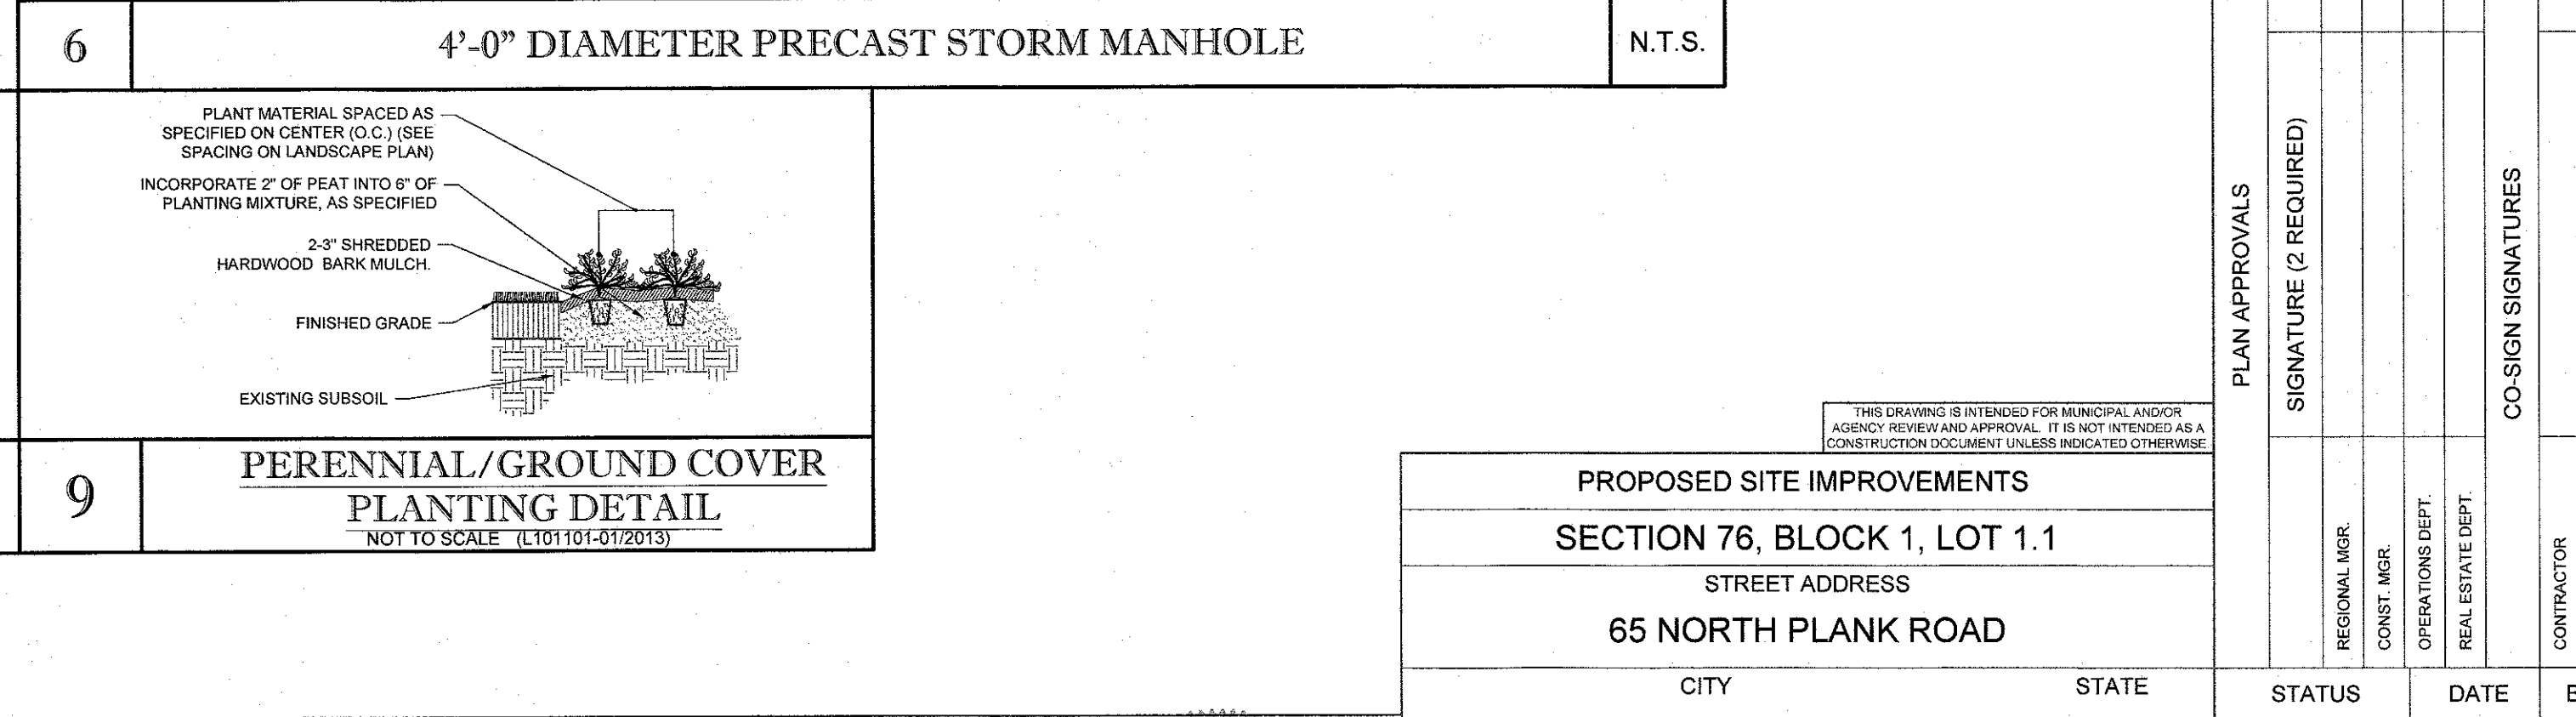 6
4'-0" DIAMETER PRECAST STORM MANHOLE
N.T.S.
PLANT MATERIAL SPACED AS
SPECIFIED ON CENTER (O.C.) (SEE
SPACING ON LANDSCAPE PLAN)
INCORPORATE 2" OF PEAT INTO 6" OF
PLANTING MIXTURE, AS SPECIFIED
2-3" SHREDDED
HARDWOOD BARK MULCH.
FINISHED GRADE
EXISTING SUBSOIL
9
PERENNIAL/GROUND COVER
PLANTING DETAIL
NOT TO SCALE (L101101-01/2013)
THIS DRAWING IS INTENDED FOR MUNICIPAL AND/OR
AGENCY REVIEW AND APPROVAL. IT IS NOT INTENDED AS A
CONSTRUCTION DOCUMENT UNLESS INDICATED OTHERWISE.
PROPOSED SITE IMPROVEMENTS
SECTION 76, BLOCK 1, LOT 1.1
STREET ADDRESS
65 NORTH PLANK ROAD
CITY
STATE
PLAN APPROVALS
SIGNATURE (2 REQUIRED)
REGIONAL MGR.
CONST. MGR.
OPERATIONS DEPT.
REAL ESTATE DEPT.
CO-SIGN SIGNATURES
CONTRACTOR
STATUS
DATE